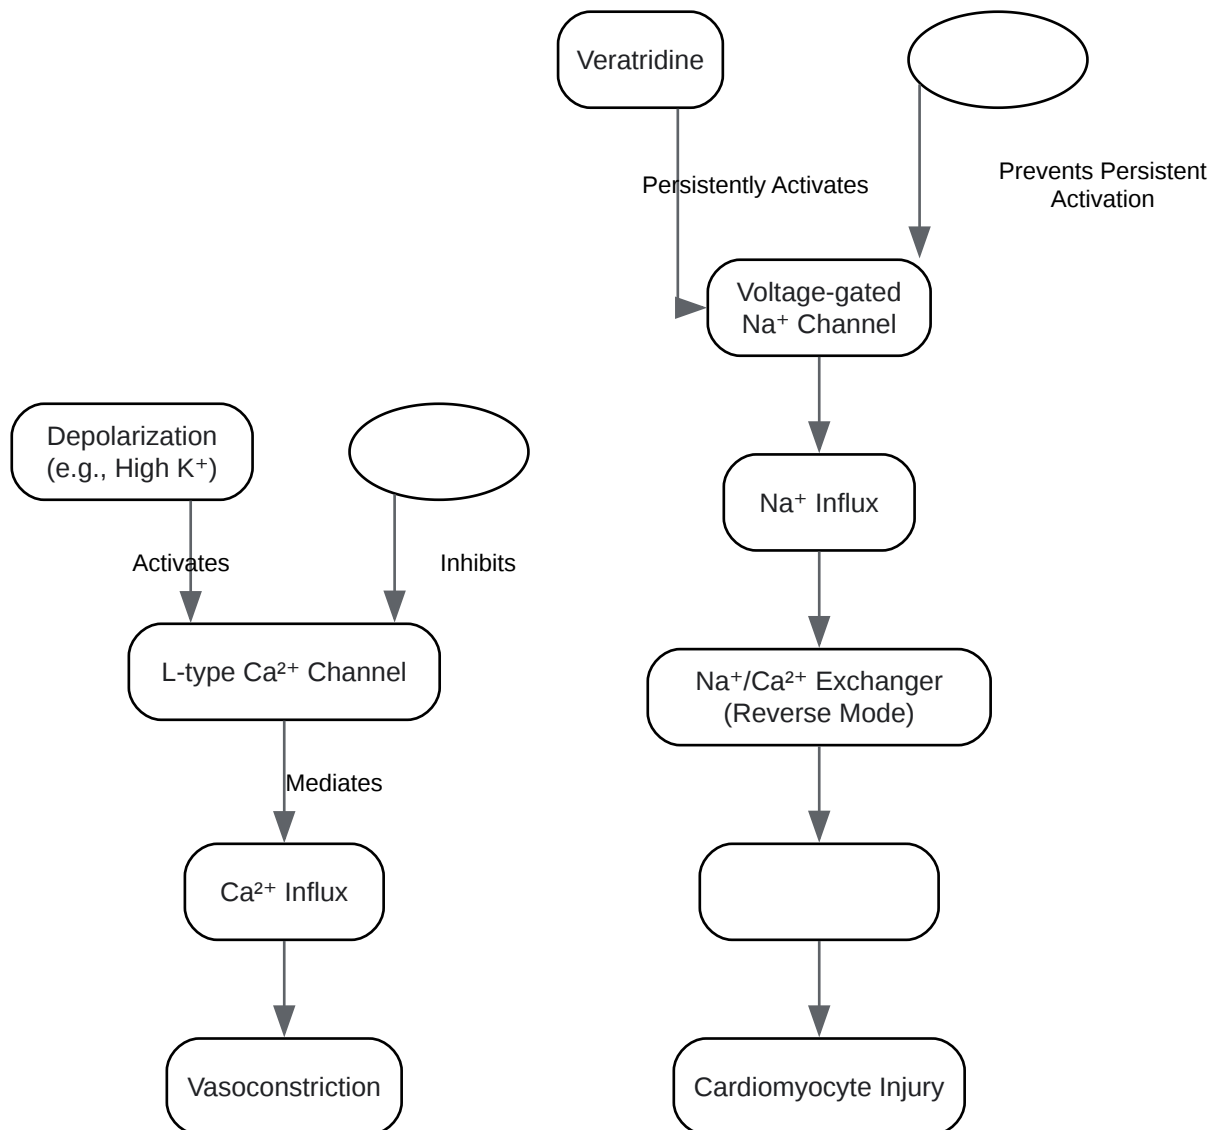 Veratridine
Persistently Activates
Prevents Persistent
Activation
Voltage-gated
Na⁺ Channel
Depolarization
(e.g., High K⁺)
Na⁺ Influx
Activates
Inhibits
L-type Ca²⁺ Channel
Na⁺/Ca²⁺ Exchanger
(Reverse Mode)
Mediates
Ca²⁺ Influx
Vasoconstriction
Cardiomyocyte Injury